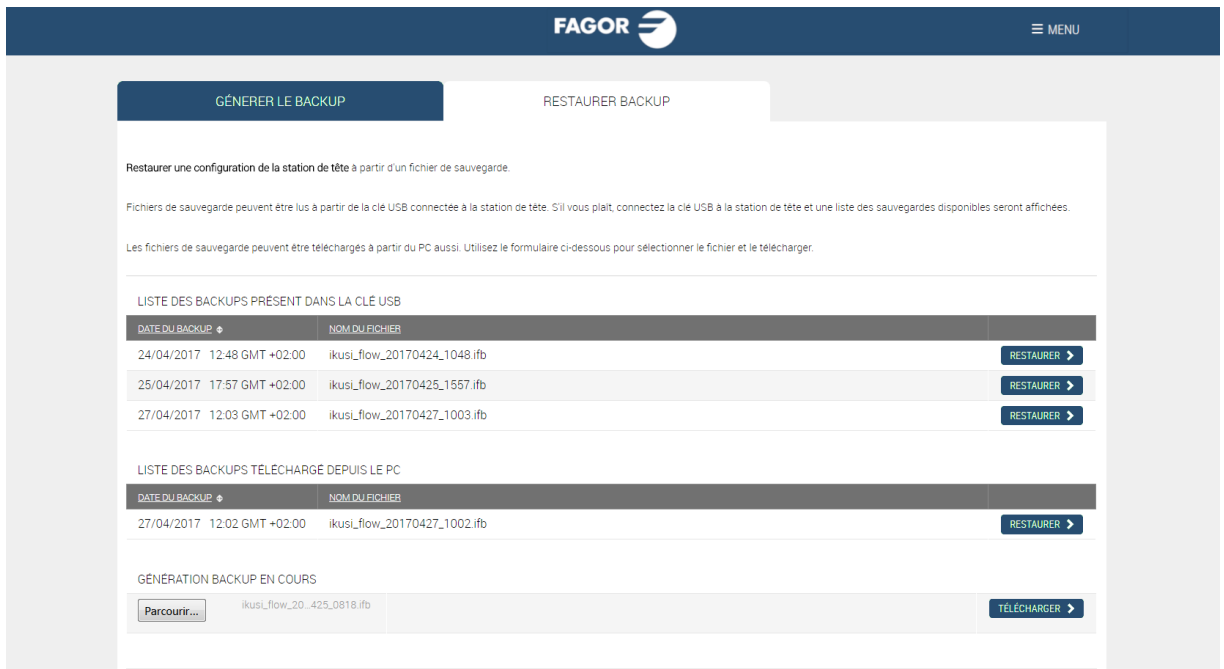 FAGOR
☰ MENU
GÉNERER LE BACKUP
RESTAURER BACKUP
Restaurer une configuration de la station de tête à partir d'un fichier de sauvegarde.
Fichiers de sauvegarde peuvent être lus à partir de la clé USB connectée à la station de tête. S'il vous plaît, connectez la clé USB à la station de tête et une liste des sauvegardes disponibles seront affichées.
Les fichiers de sauvegarde peuvent être téléchargés à partir du PC aussi. Utilisez le formulaire ci-dessous pour sélectionner le fichier et le télécharger.
LISTE DES BACKUPS PRÉSENT DANS LA CLÉ USB
DATE DU BACKUP NOM DU FICHIER
24/04/2017 12:48 GMT +02:00 ikusi_flow_20170424_1048.ifb RESTAURER
25/04/2017 17:57 GMT +02:00 ikusi_flow_20170425_1557.ifb RESTAURER
27/04/2017 12:03 GMT +02:00 ikusi_flow_20170427_1003.ifb RESTAURER
LISTE DES BACKUPS TÉLÉCHARGÉ DEPUIS LE PC
DATE DU BACKUP NOM DU FICHIER
27/04/2017 12:02 GMT +02:00 ikusi_flow_20170427_1002.ifb RESTAURER
GÉNÉRATION BACKUP EN COURS
Parcourir... ikusi_flow_20...425_0818.ifb TÉLÉCHARGER